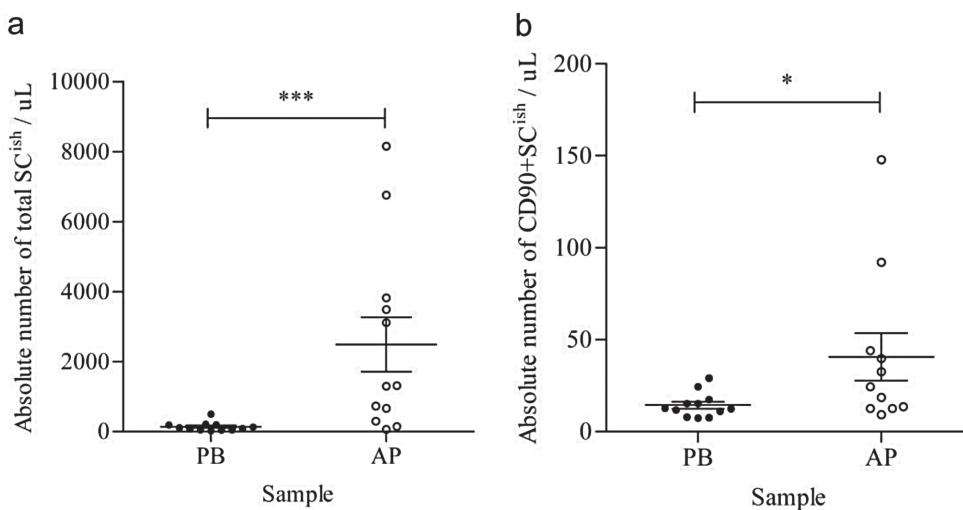 a
Absolute number of total SCish / uL
10000
8000
6000
4000
2000
0
***
PB
AP
Sample
b
Absolute number of CD90+SCish / uL
200
150
100
50
0
*
PB
AP
Sample